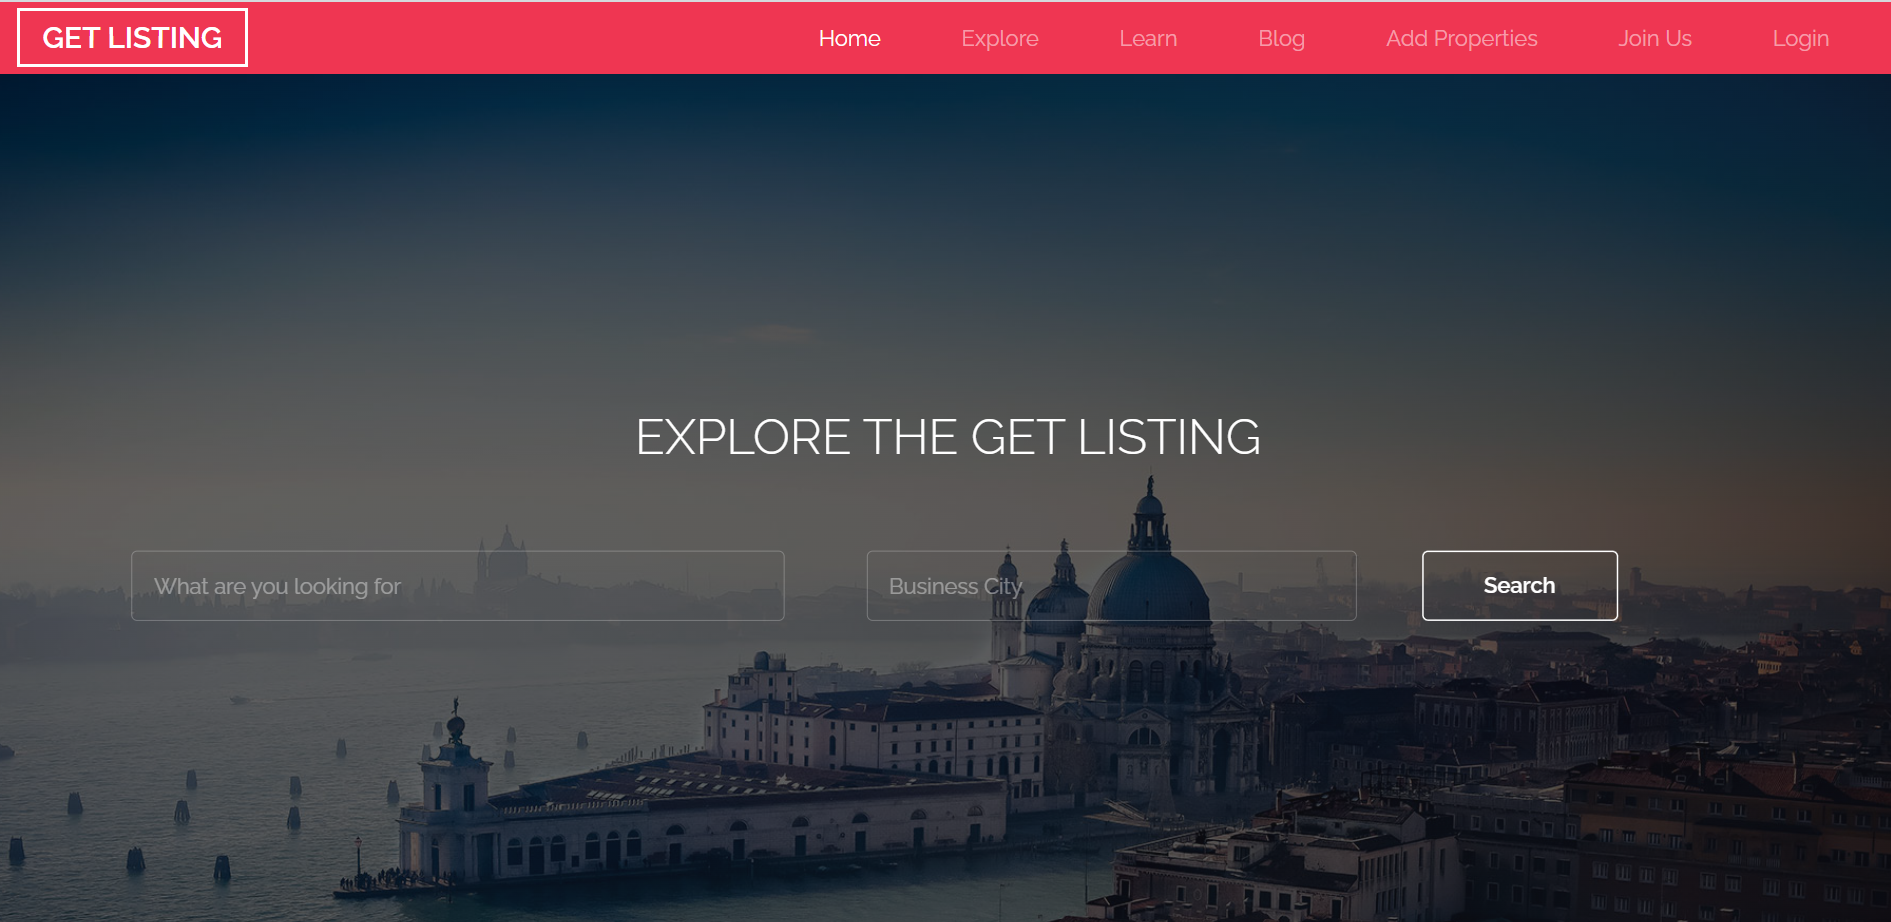 GET LISTING
Home Explore Learn Blog Add Properties Join Us Login
EXPLORE THE GET LISTING
What are you looking for Business City Search